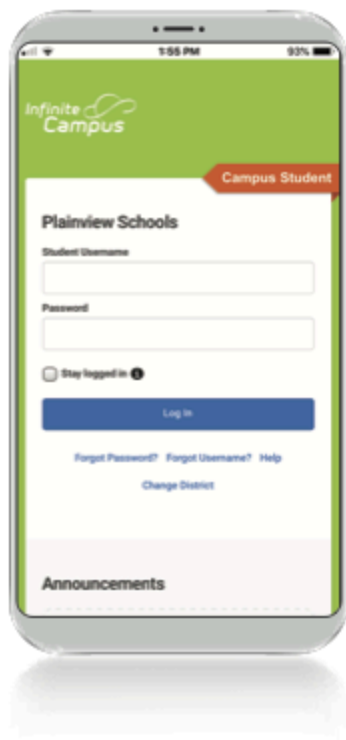 1:55 PM 93%
Infinite
Campus
Campus Student
Plainview Schools
Student Username
Password
Stay logged in i
Log In
Forgot Password? Forgot Username? Help
Change District
Announcements